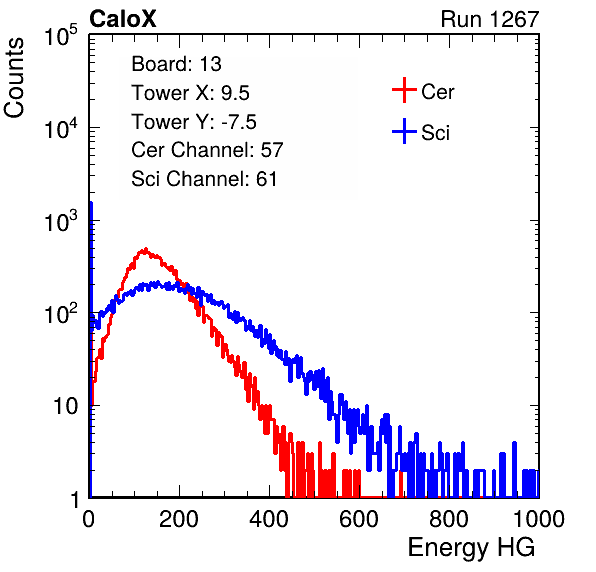 CaloX Run 1267
Counts
Board: 13
Tower X: 9.5
Tower Y: -7.5
Cer Channel: 57
Sci Channel: 61
Cer
Sci
10^5
10^4
10^3
10^2
10
1
0 200 400 600 800 1000
Energy HG